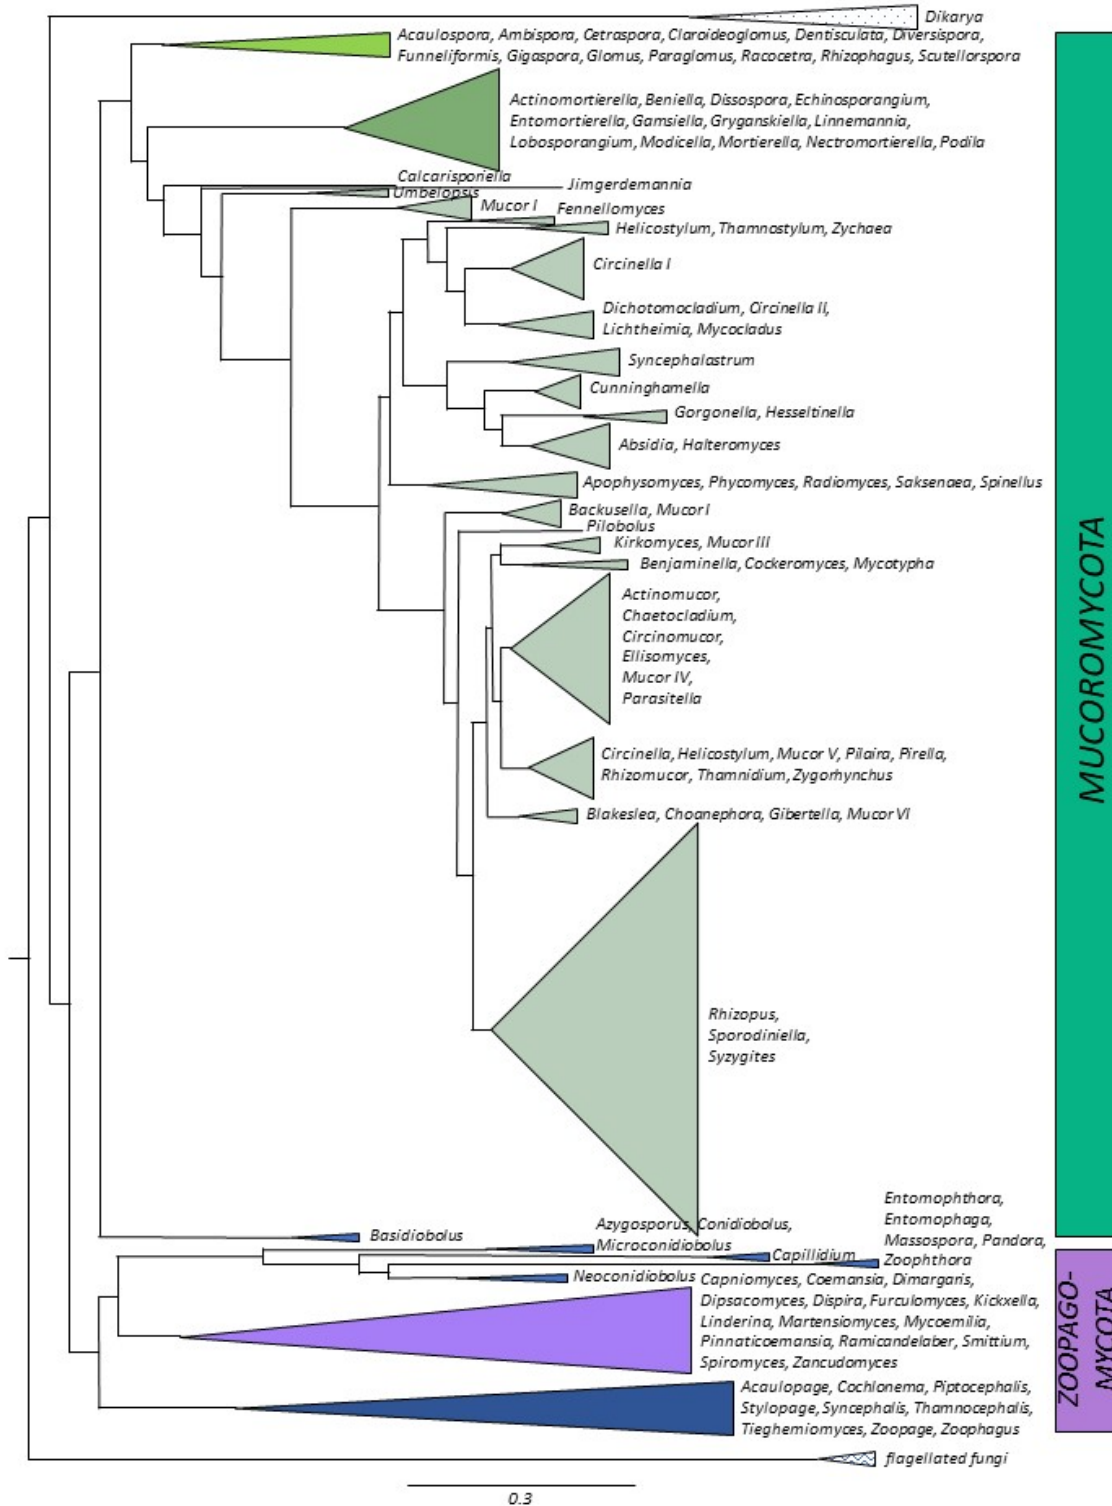 Dikarya
Acaulospora, Ambispora, Cetraspora, Claroideoglomus, Dentisculata, Diversispora,
Funneliformis, Gigaspora, Glomus, Paraglomus, Racocetra, Rhizophagus, Scutellorspora
Actinomortierella, Beniella, Dissospora, Echinosporangium,
Entomortierella, Gamsiella, Gryganskiella, Linnemannia,
Lobosporangium, Modicella, Mortierella, Nectromortierella, Podila
Calcarisporiella
Jimgerdemannia
Umbelopsis
Mucor I
Fennellomyces
Helicostylum, Thamnostylum, Zychaea
Circinella I
Dichotomocladium, Circinella II,
Lichtheimia, Mycocladus
Syncephalastrum
Cunninghamella
Gorgonella, Hesseltinella
Absidia, Halteromyces
Apophysomyces, Phycomyces, Radiomyces, Saksenaea, Spinellus
Backusella, Mucor I
Pilobolus
Kirkomyces, Mucor III
Benjaminella, Cockeromyces, Mycotypha
Actinomucor,
Chaetocladium,
Circinomucor,
Ellisomyces,
Mucor IV,
Parasitella
Circinella, Helicostylum, Mucor V, Pilaira, Pirella,
Rhizomucor, Thamnidium, Zygorhynchus
Blakeslea, Choanephora, Gibertella, Mucor VI
Rhizopus,
Sporodiniella,
Syzygites
MUCOROMYCOTA
Basidiobolus
Azygosporus, Conidiobolus,
Microconidiobolus
Capillidium
Entomophthora,
Entomophaga,
Massospora, Pandora,
Zoophthora
Neoconidiobolus
Capniomyces, Coemansia, Dimargaris,
Dipsacomyces, Dispira, Furculomyces, Kickxella,
Linderina, Martensiomyces, Mycoemilia,
Pinnaticoemansia, Ramicandelaber, Smittium,
Spiromyces, Zancudomyces
ZOOPAGO-
MYCOTA
Acaulopage, Cochlonema, Piptocephalis,
Stylopage, Syncephalis, Thamnocephalis,
Tieghemiomyces, Zoopage, Zoophagus
flagellated fungi
0.3